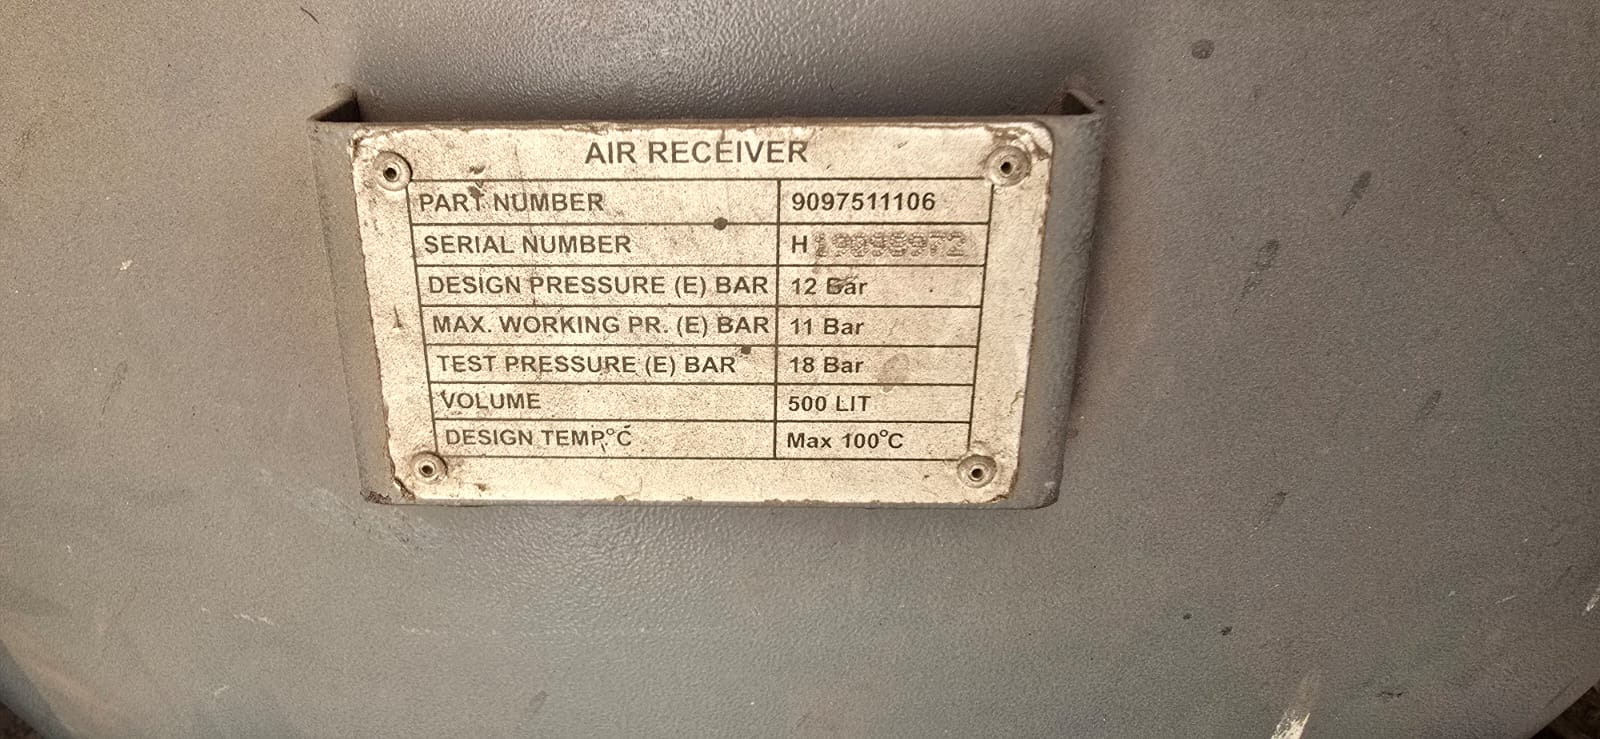 AIR RECEIVER
PART NUMBER 9097511106
SERIAL NUMBER H 19098972
DESIGN PRESSURE (E) BAR 12 Bar
MAX. WORKING PR. (E) BAR 11 Bar
TEST PRESSURE (E) BAR 18 Bar
VOLUME 500 LIT
DESIGN TEMP.°C Max 100°C